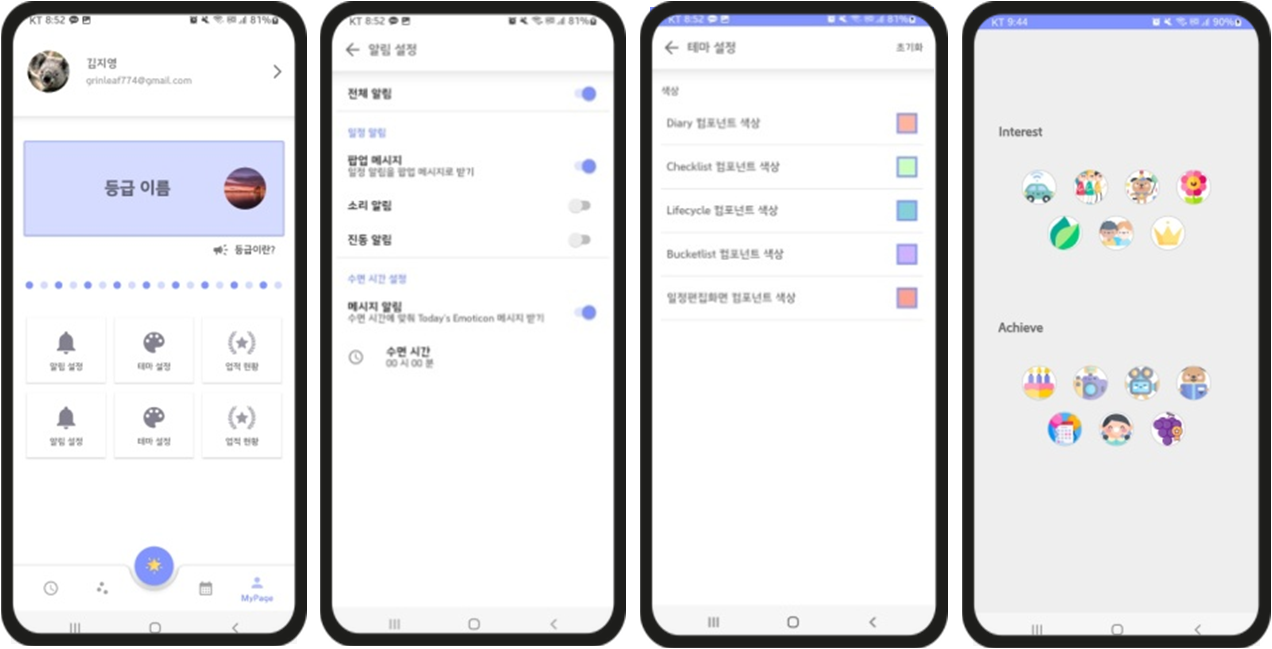 KT 8:52
81%
김지영
grinleaf774@gmail.com
등급 이름
등급이란?
알림 설정
테마 설정
업적 현황
알림 설정
테마 설정
업적 현황
MyPage
KT 8:52
81%
알림 설정
전체 알림
일정 알림
팝업 메시지
일정 알림을 팝업 메시지로 받기
소리 알림
진동 알림
수면 시간 설정
메시지 알림
수면 시간에 맞춰 Today's Emoticon 메시지 받기
수면 시간
00 시 00 분
KT 8:52
81%
테마 설정
초기화
색상
Diary 컴포넌트 색상
Checklist 컴포넌트 색상
Lifecycle 컴포넌트 색상
Bucketlist 컴포넌트 색상
일정편집화면 컴포넌트 색상
KT 9:44
90%
Interest
Achieve